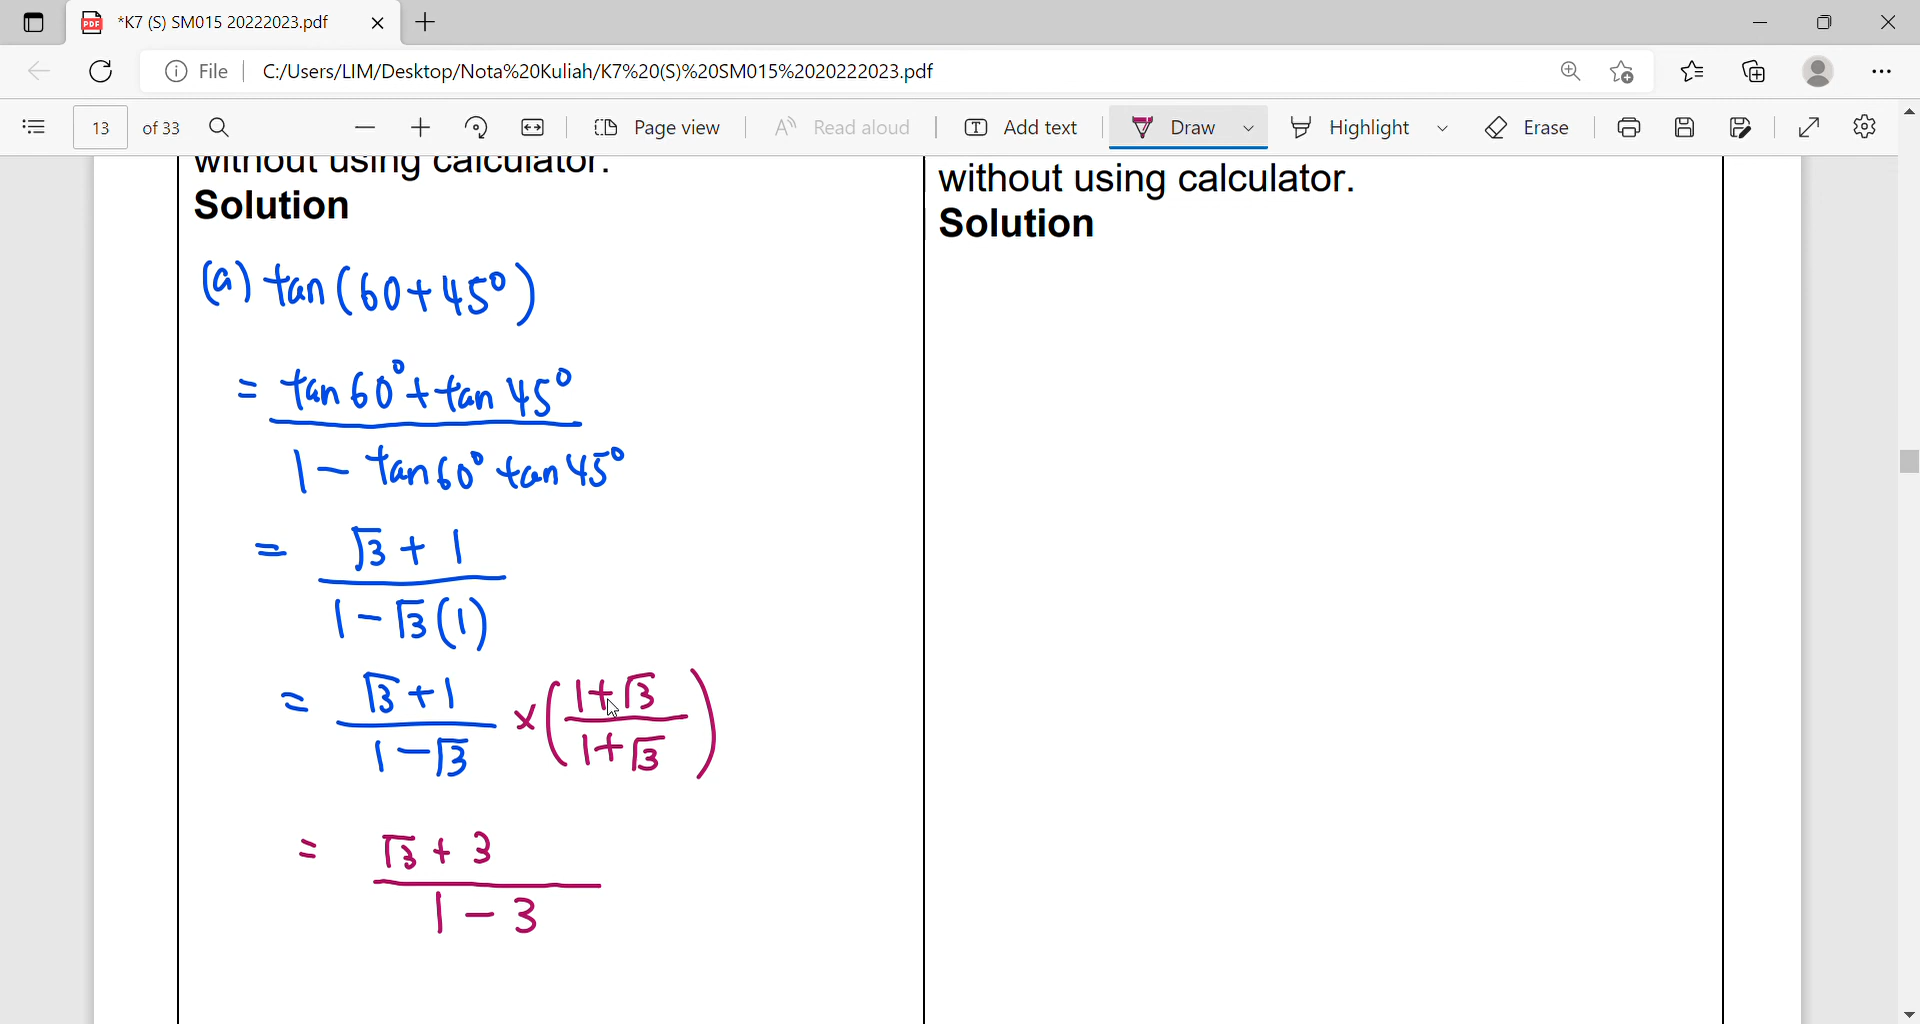 *K7 (S) SM015 20222023.pdf
File C:/Users/LIM/Desktop/Nota%20Kuliah/K7%20(S)%20SM015%2020222023.pdf
13 of 33 Page view Read aloud Add text Draw Highlight Erase
without using calculator.
Solution
(a) tan (60 + 45°)
= tan 60° + tan 45°
1 - tan 60° tan 45°
= √3 + 1
1 - √3 (1)
= √3 + 1 × (1 + √3
1 - √3 1 + √3)
= √3 + 3
1 - 3
without using calculator.
Solution